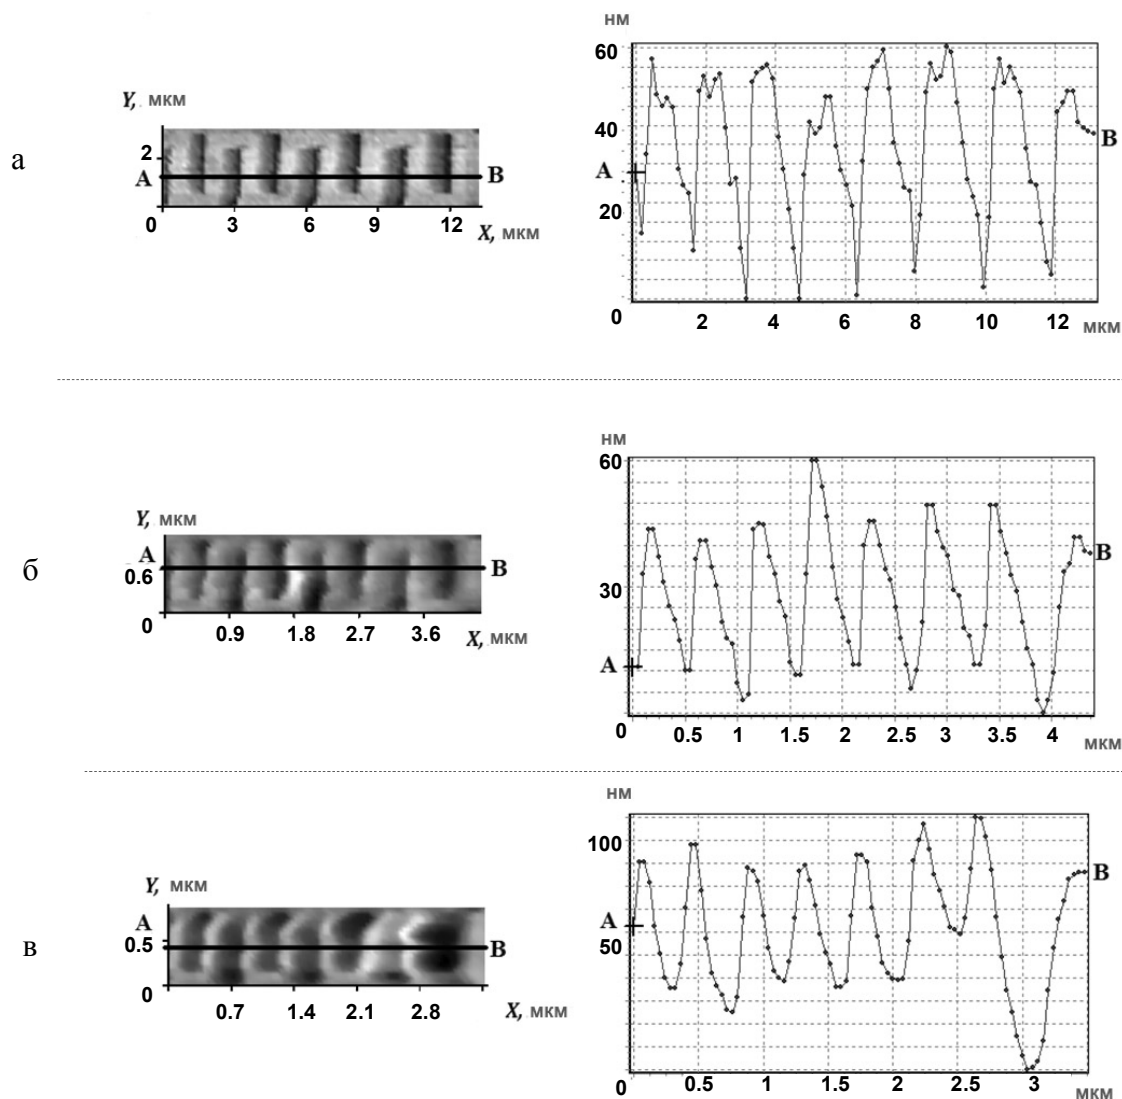 нм
60
40
A
20
0
B
2 4 6 8 10 12 мкм
Y, мкм
а
2
A B
0 3 6 9 12
X, мкм
нм
60
30
A
0
B
0.5 1 1.5 2 2.5 3 3.5 4 мкм
Y, мкм
б
A
0.6 B
0 0.9 1.8 2.7 3.6 X, мкм
нм
100
A
50
0
B
0.5 1 1.5 2 2.5 3 мкм
Y, мкм
в
A
0.5 B
0
0.7 1.4 2.1 2.8 X, мкм